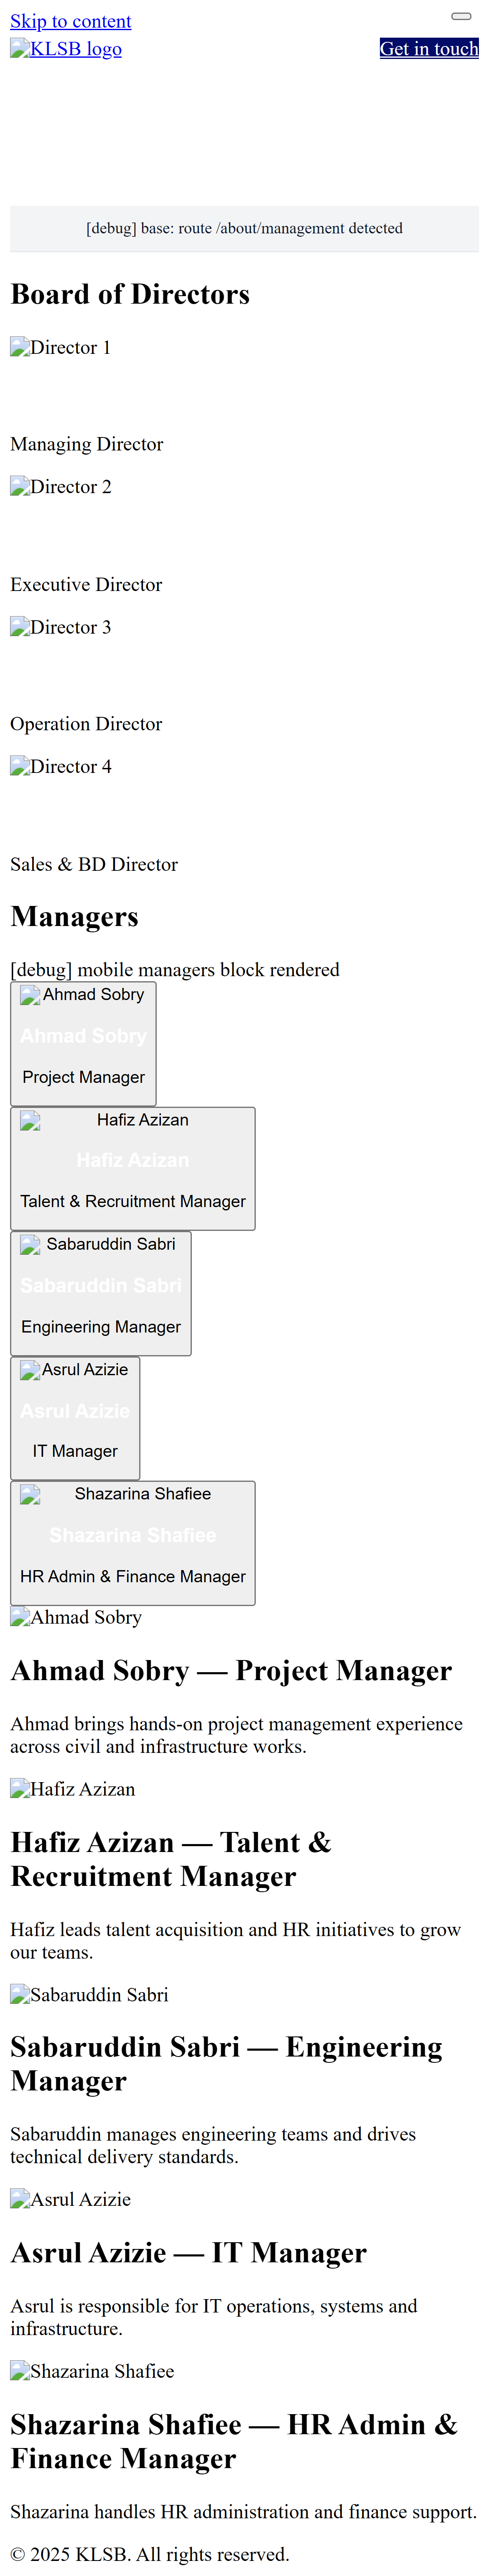 Skip to content
KLSB logo
Get in touch
[debug] base: route /about/management detected
Board of Directors
Director 1
Managing Director
Director 2
Executive Director
Director 3
Operation Director
Director 4
Sales & BD Director
Managers
[debug] mobile managers block rendered
Ahmad Sobry
Ahmad Sobry
Project Manager
Hafiz Azizan
Hafiz Azizan
Talent & Recruitment Manager
Sabaruddin Sabri
Sabaruddin Sabri
Engineering Manager
Asrul Azizie
Asrul Azizie
IT Manager
Shazarina Shafiee
Shazarina Shafiee
HR Admin & Finance Manager
Ahmad Sobry
Ahmad Sobry — Project Manager
Ahmad brings hands-on project management experience
across civil and infrastructure works.
Hafiz Azizan
Hafiz Azizan — Talent &
Recruitment Manager
Hafiz leads talent acquisition and HR initiatives to grow
our teams.
Sabaruddin Sabri
Sabaruddin Sabri — Engineering
Manager
Sabaruddin manages engineering teams and drives
technical delivery standards.
Asrul Azizie
Asrul Azizie — IT Manager
Asrul is responsible for IT operations, systems and
infrastructure.
Shazarina Shafiee
Shazarina Shafiee — HR Admin &
Finance Manager
Shazarina handles HR administration and finance support.
© 2025 KLSB. All rights reserved.